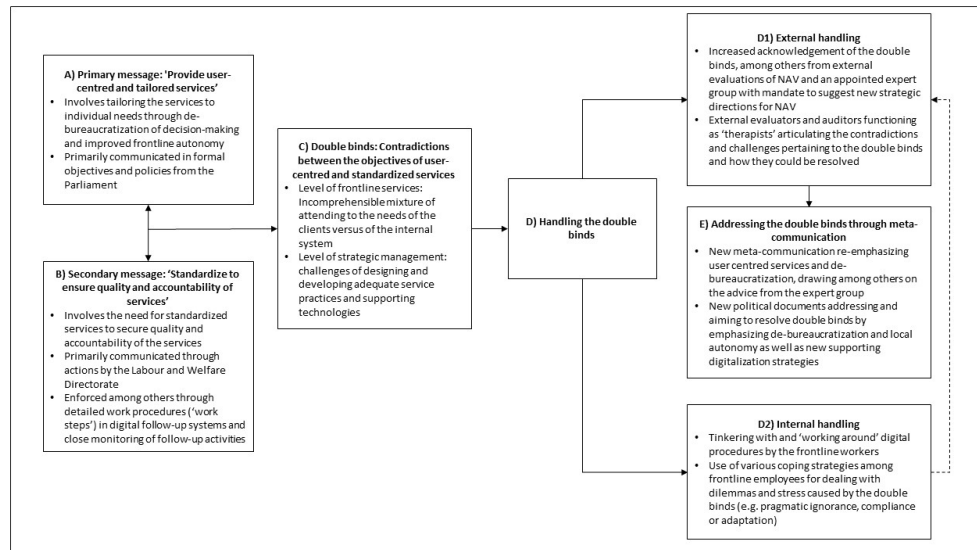 A) Primary message: 'Provide user-
centred and tailored services'
• Involves tailoring the services to
individual needs through de-
bureaucratization of decision-making
and improved frontline autonomy
• Primarily communicated in formal
objectives and policies from the
Parliament
B) Secondary message: 'Standardize to
ensure quality and accountability of
services'
• Involves the need for standardized
services to secure quality and
accountability of the services
• Primarily communicated through
actions by the Labour and Welfare
Directorate
• Enforced among others through
detailed work procedures ('work
steps') in digital follow-up systems and
close monitoring of follow-up activities
C) Double binds: Contradictions
between the objectives of user-
centred and standardized services
• Level of frontline services:
Incomprehensible mixture of
attending to the needs of the
clients versus of the internal
system
• Level of strategic management:
challenges of designing and
developing adequate service
practices and supporting
technologies
D) Handling the double
binds
D1) External handling
• Increased acknowledgement of the double
binds, among others from external
evaluations of NAV and an appointed expert
group with mandate to suggest new strategic
directions for NAV
• External evaluators and auditors functioning
as 'therapists' articulating the contradictions
and challenges pertaining to the double binds
and how they could be resolved
E) Addressing the double binds through meta-
communication
• New meta-communication re-emphasizing
user centred services and de-
bureaucratization, drawing among others
on the advice from the expert group
• New political documents addressing and
aiming to resolve double binds by
emphasizing de-bureaucratization and local
autonomy as well as new supporting
digitalization strategies
D2) Internal handling
• Tinkering with and 'working around' digital
procedures by the frontline workers
• Use of various coping strategies among
frontline employees for dealing with
dilemmas and stress caused by the double
binds (e.g. pragmatic ignorance, compliance
or adaptation)